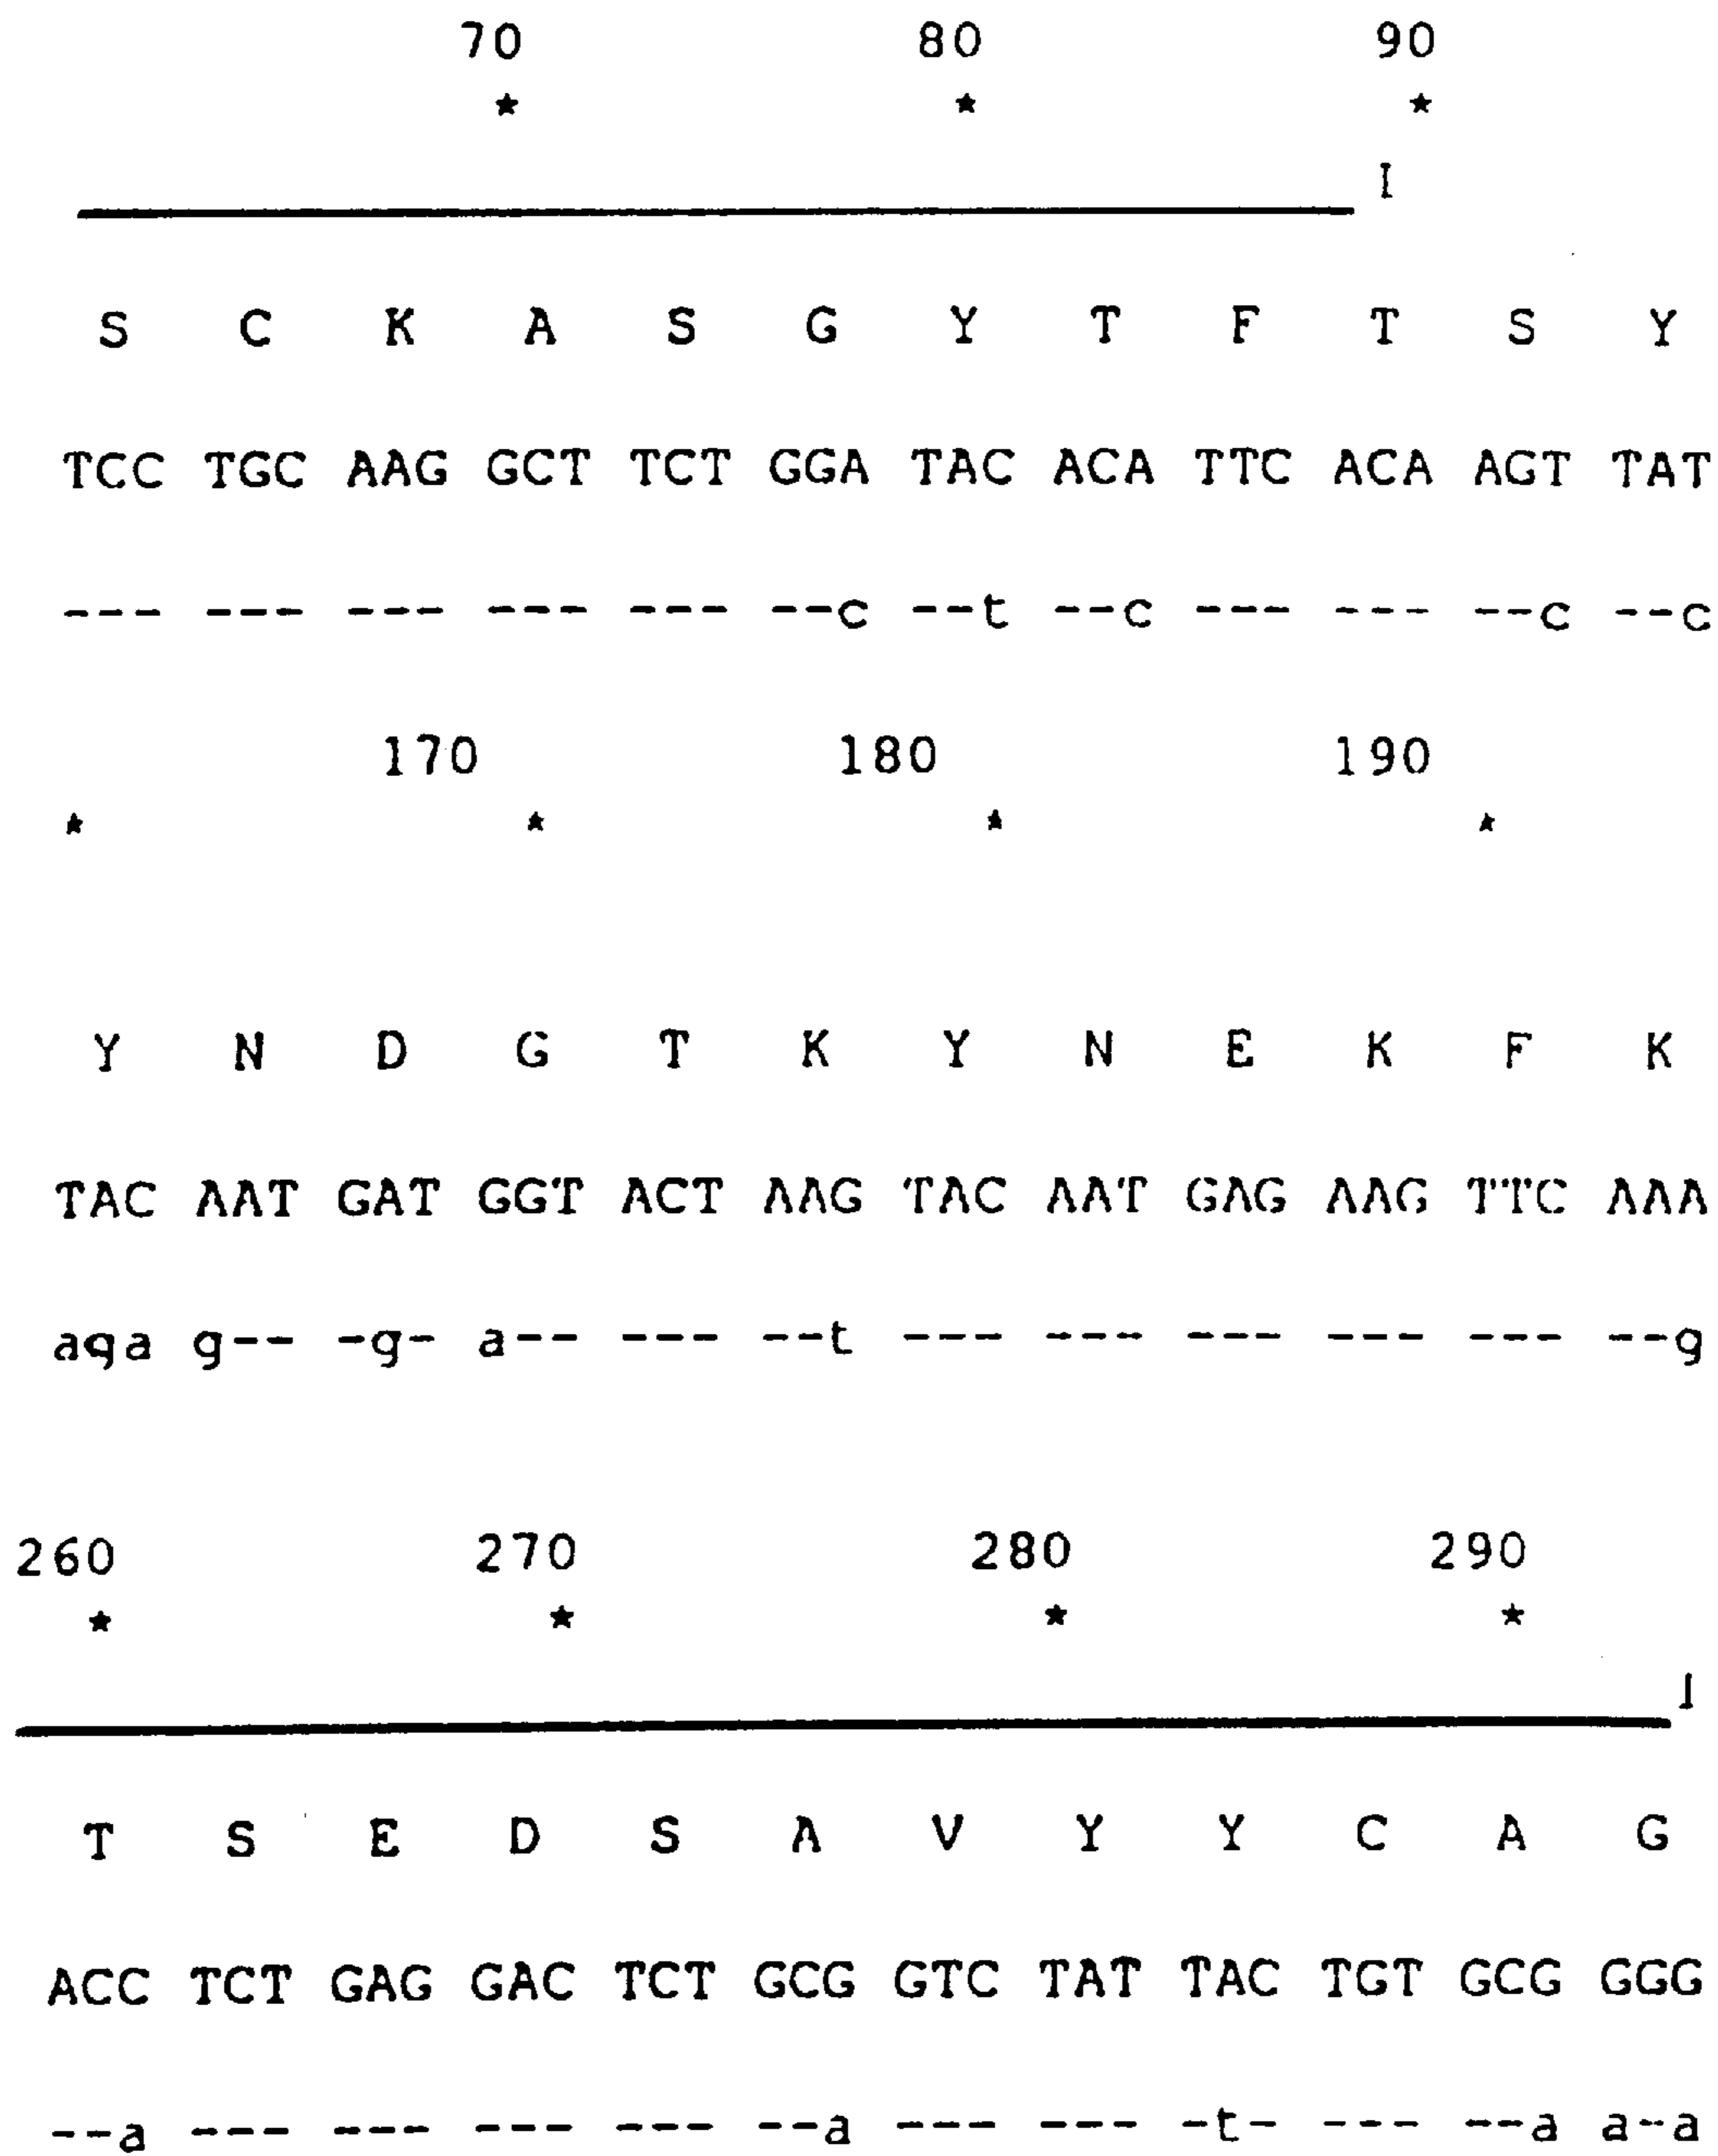 70 80 90
* * *
I
S C K A S G Y T F T S Y
TCC TGC AAG GCT TCT GGA TAC ACA TTC ACA AGT TAT
--- --- --- --- --- --c --t --c --- --- --c --c
170 180 190
* * * *
Y N D G T K Y N E K F K
TAC AAT GAT GGT ACT AAG TAC AAT GAG AAG TTC AAA
aga g-- -g- a-- --- --t --- --- --- --- --- --g
260 270 280 290
* * * *
I
T S E D S A V Y Y C A G
ACC TCT GAG GAC TCT GCG GTC TAT TAC TGT GCG GGG
--a --- --- --- --- --a --- --- -t- --- --a a-a